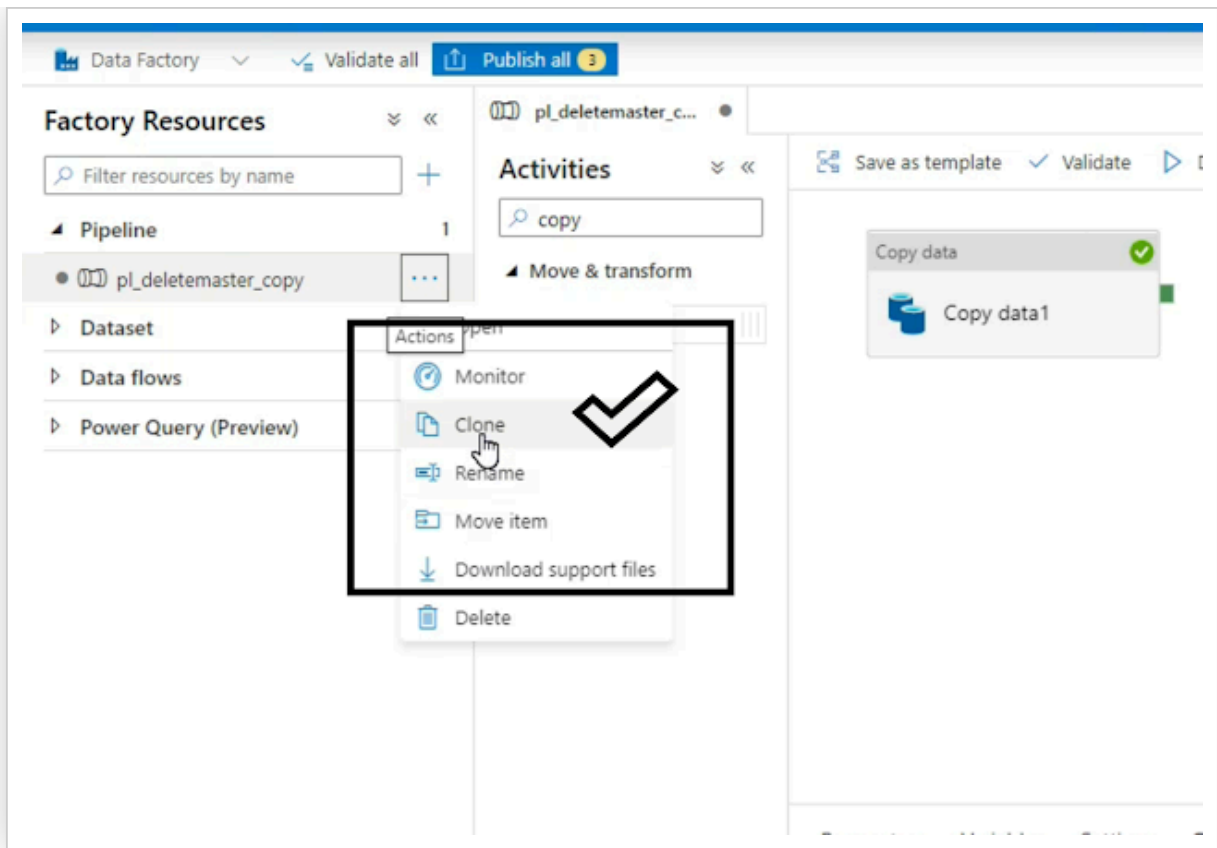 Data Factory
Validate all
Publish all 3
Factory Resources
Filter resources by name
Pipeline 1
pl_deletemaster_copy
...
Dataset
Data flows
Power Query (Preview)
pl_deletemaster_c...
Activities
copy
Move & transform
Actions
Monitor
Clone
Rename
Move item
Download support files
Delete
Save as template
Validate
Copy data
Copy data1